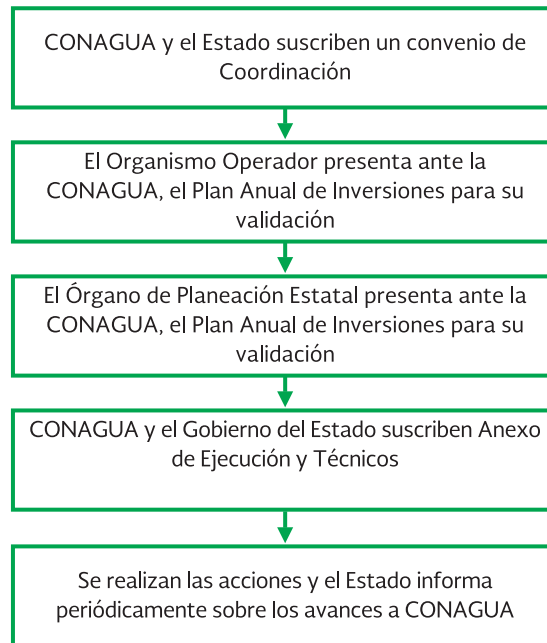 CONAGUA y el Estado suscriben un convenio de
Coordinación
El Organismo Operador presenta ante la
CONAGUA, el Plan Anual de Inversiones para su
validación
El Órgano de Planeación Estatal presenta ante la
CONAGUA, el Plan Anual de Inversiones para su
validación
CONAGUA y el Gobierno del Estado suscriben Anexo
de Ejecución y Técnicos
Se realizan las acciones y el Estado informa
periódicamente sobre los avances a CONAGUA